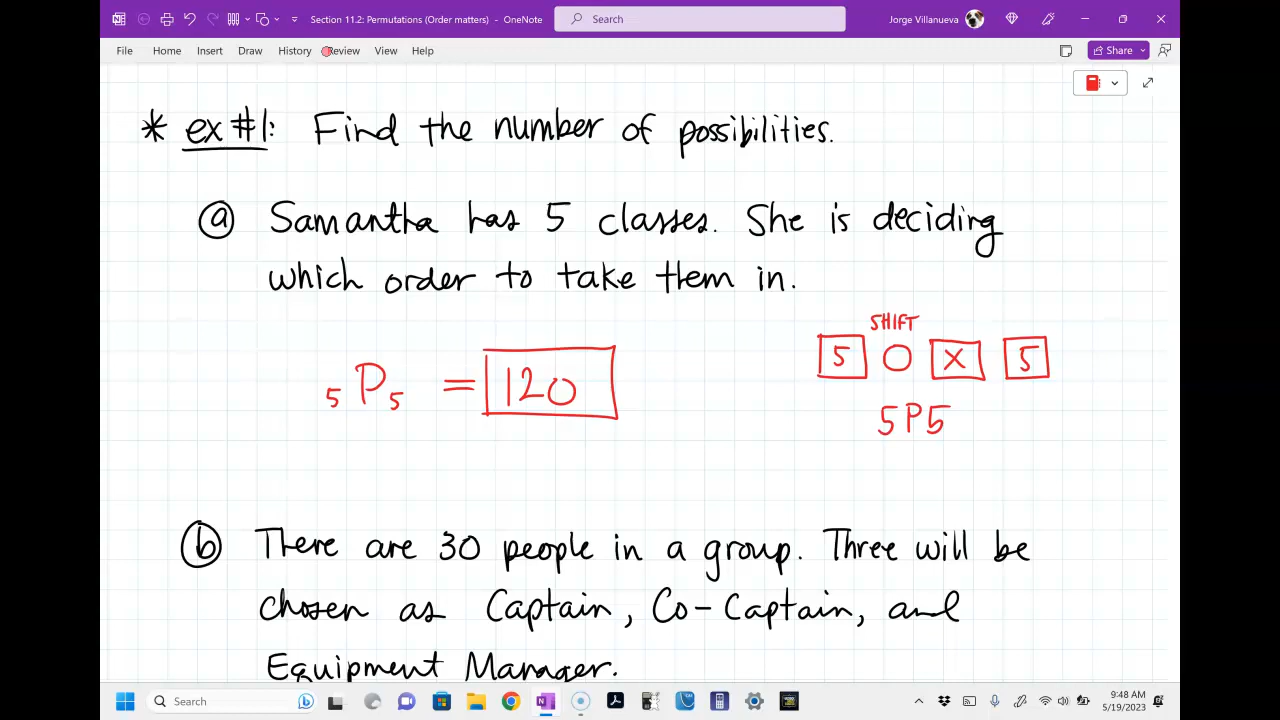 Section 11.2: Permutations (Order matters) - OneNote
Search
Jorge Villanueva
File Home Insert Draw History Review View Help
Share
* ex #1: Find the number of possibilities.
a Samantha has 5 classes. She is deciding
which order to take them in.
SHIFT
5 O X 5
5P5 = 120
5P5
b There are 30 people in a group. Three will be
chosen as Captain, Co-Captain, and
Equipment Manager.
Search
9:48 AM
5/19/2023